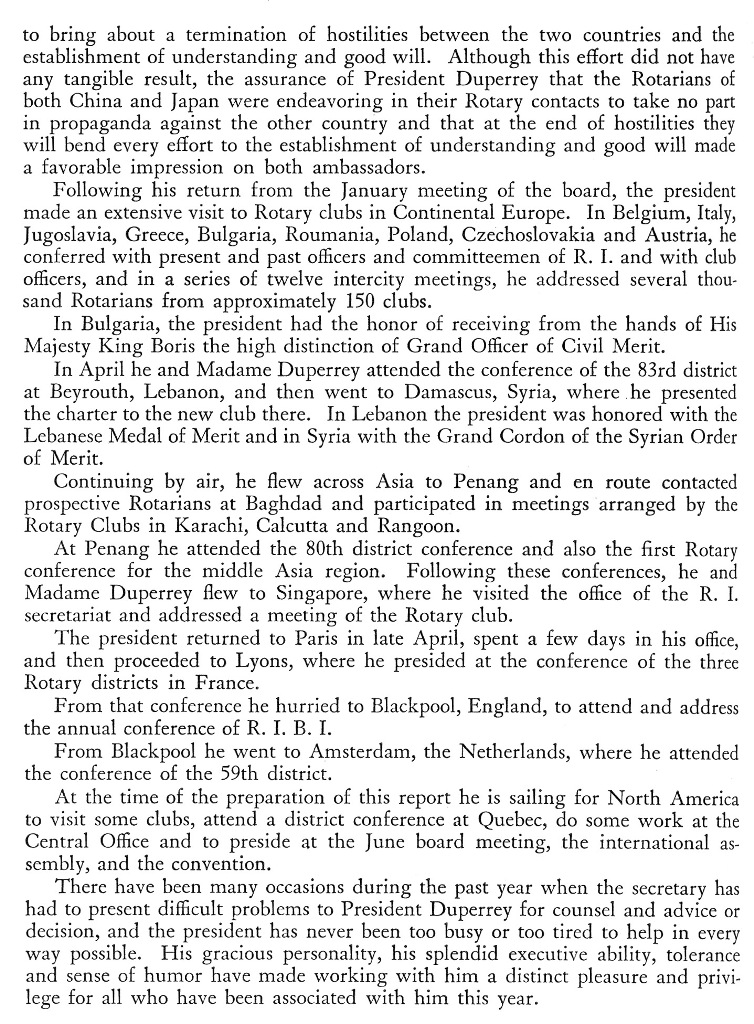 to bring about a termination of hostilities between the two countries and the
establishment of understanding and good will. Although this effort did not have
any tangible result, the assurance of President Duperrey that the Rotarians of
both China and Japan were endeavoring in their Rotary contacts to take no part
in propaganda against the other country and that at the end of hostilities they
will bend every effort to the establishment of understanding and good will made
a favorable impression on both ambassadors.
Following his return from the January meeting of the board, the president
made an extensive visit to Rotary clubs in Continental Europe. In Belgium, Italy,
Jugoslavia, Greece, Bulgaria, Roumania, Poland, Czechoslovakia and Austria, he
conferred with present and past officers and committeemen of R. I. and with club
officers, and in a series of twelve intercity meetings, he addressed several thou-
sand Rotarians from approximately 150 clubs.
In Bulgaria, the president had the honor of receiving from the hands of His
Majesty King Boris the high distinction of Grand Officer of Civil Merit.
In April he and Madame Duperrey attended the conference of the 83rd district
at Beyrouth, Lebanon, and then went to Damascus, Syria, where he presented
the charter to the new club there. In Lebanon the president was honored with the
Lebanese Medal of Merit and in Syria with the Grand Cordon of the Syrian Order
of Merit.
Continuing by air, he flew across Asia to Penang and en route contacted
prospective Rotarians at Baghdad and participated in meetings arranged by the
Rotary Clubs in Karachi, Calcutta and Rangoon.
At Penang he attended the 80th district conference and also the first Rotary
conference for the middle Asia region. Following these conferences, he and
Madame Duperrey flew to Singapore, where he visited the office of the R. I.
secretariat and addressed a meeting of the Rotary club.
The president returned to Paris in late April, spent a few days in his office,
and then proceeded to Lyons, where he presided at the conference of the three
Rotary districts in France.
From that conference he hurried to Blackpool, England, to attend and address
the annual conference of R. I. B. I.
From Blackpool he went to Amsterdam, the Netherlands, where he attended
the conference of the 59th district.
At the time of the preparation of this report he is sailing for North America
to visit some clubs, attend a district conference at Quebec, do some work at the
Central Office and to preside at the June board meeting, the international as-
sembly, and the convention.
There have been many occasions during the past year when the secretary has
had to present difficult problems to President Duperrey for counsel and advice or
decision, and the president has never been too busy or too tired to help in every
way possible. His gracious personality, his splendid executive ability, tolerance
and sense of humor have made working with him a distinct pleasure and privi-
lege for all who have been associated with him this year.